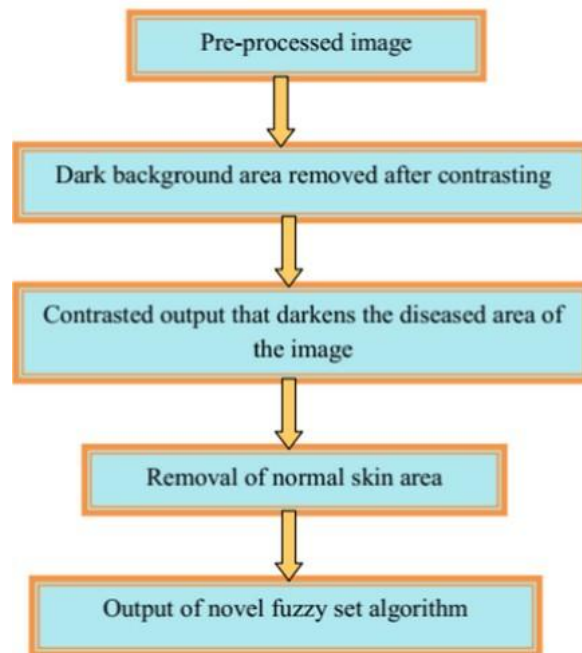 Pre-processed image
Dark background area removed after contrasting
Contrasted output that darkens the diseased area of
the image
Removal of normal skin area
Output of novel fuzzy set algorithm